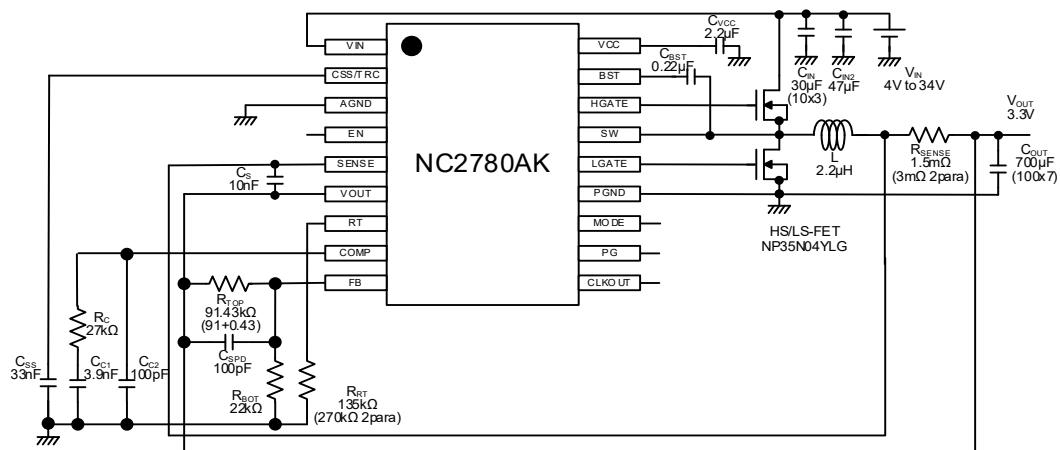 NC2780AK
VIN
CSS/TRC
AGND
EN
SENSE
VOUT
RT
COMP
FB
VCC
BST
HGATE
SW
LGATE
PGND
MODE
PG
CLKOUT
CVCC
2.2µF
CBST
0.22µF
CIN
30µF
(10x3)
CIN2
47µF
VIN
4V to 34V
VOUT
3.3V
L
2.2µH
RSENSE
1.5mΩ
(3mΩ 2para)
COUT
700µF
(100x7)
HS/LS-FET
NP35N04YLG
CS
10nF
RTOP
91.43kΩ
(91+0.43)
CSPD
100pF
RC
27kΩ
CSS
33nF
CC1
3.9nF
CC2
100pF
RBOT
22kΩ
RRT
135kΩ
(270kΩ 2para)